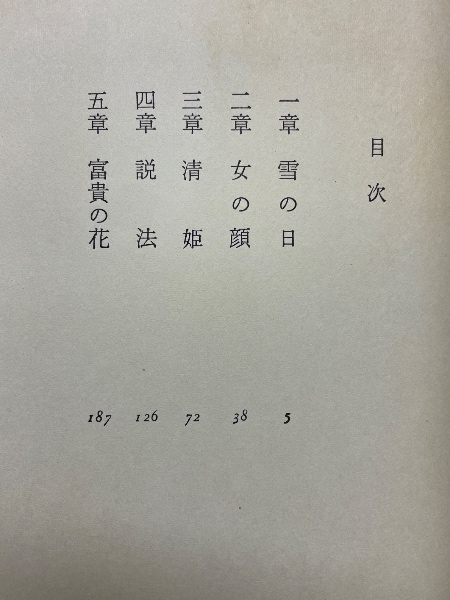 目次
一章 雪の日 5
二章 女の顔 38
三章 清姫 72
四章 説法 126
五章 富貴の花 187